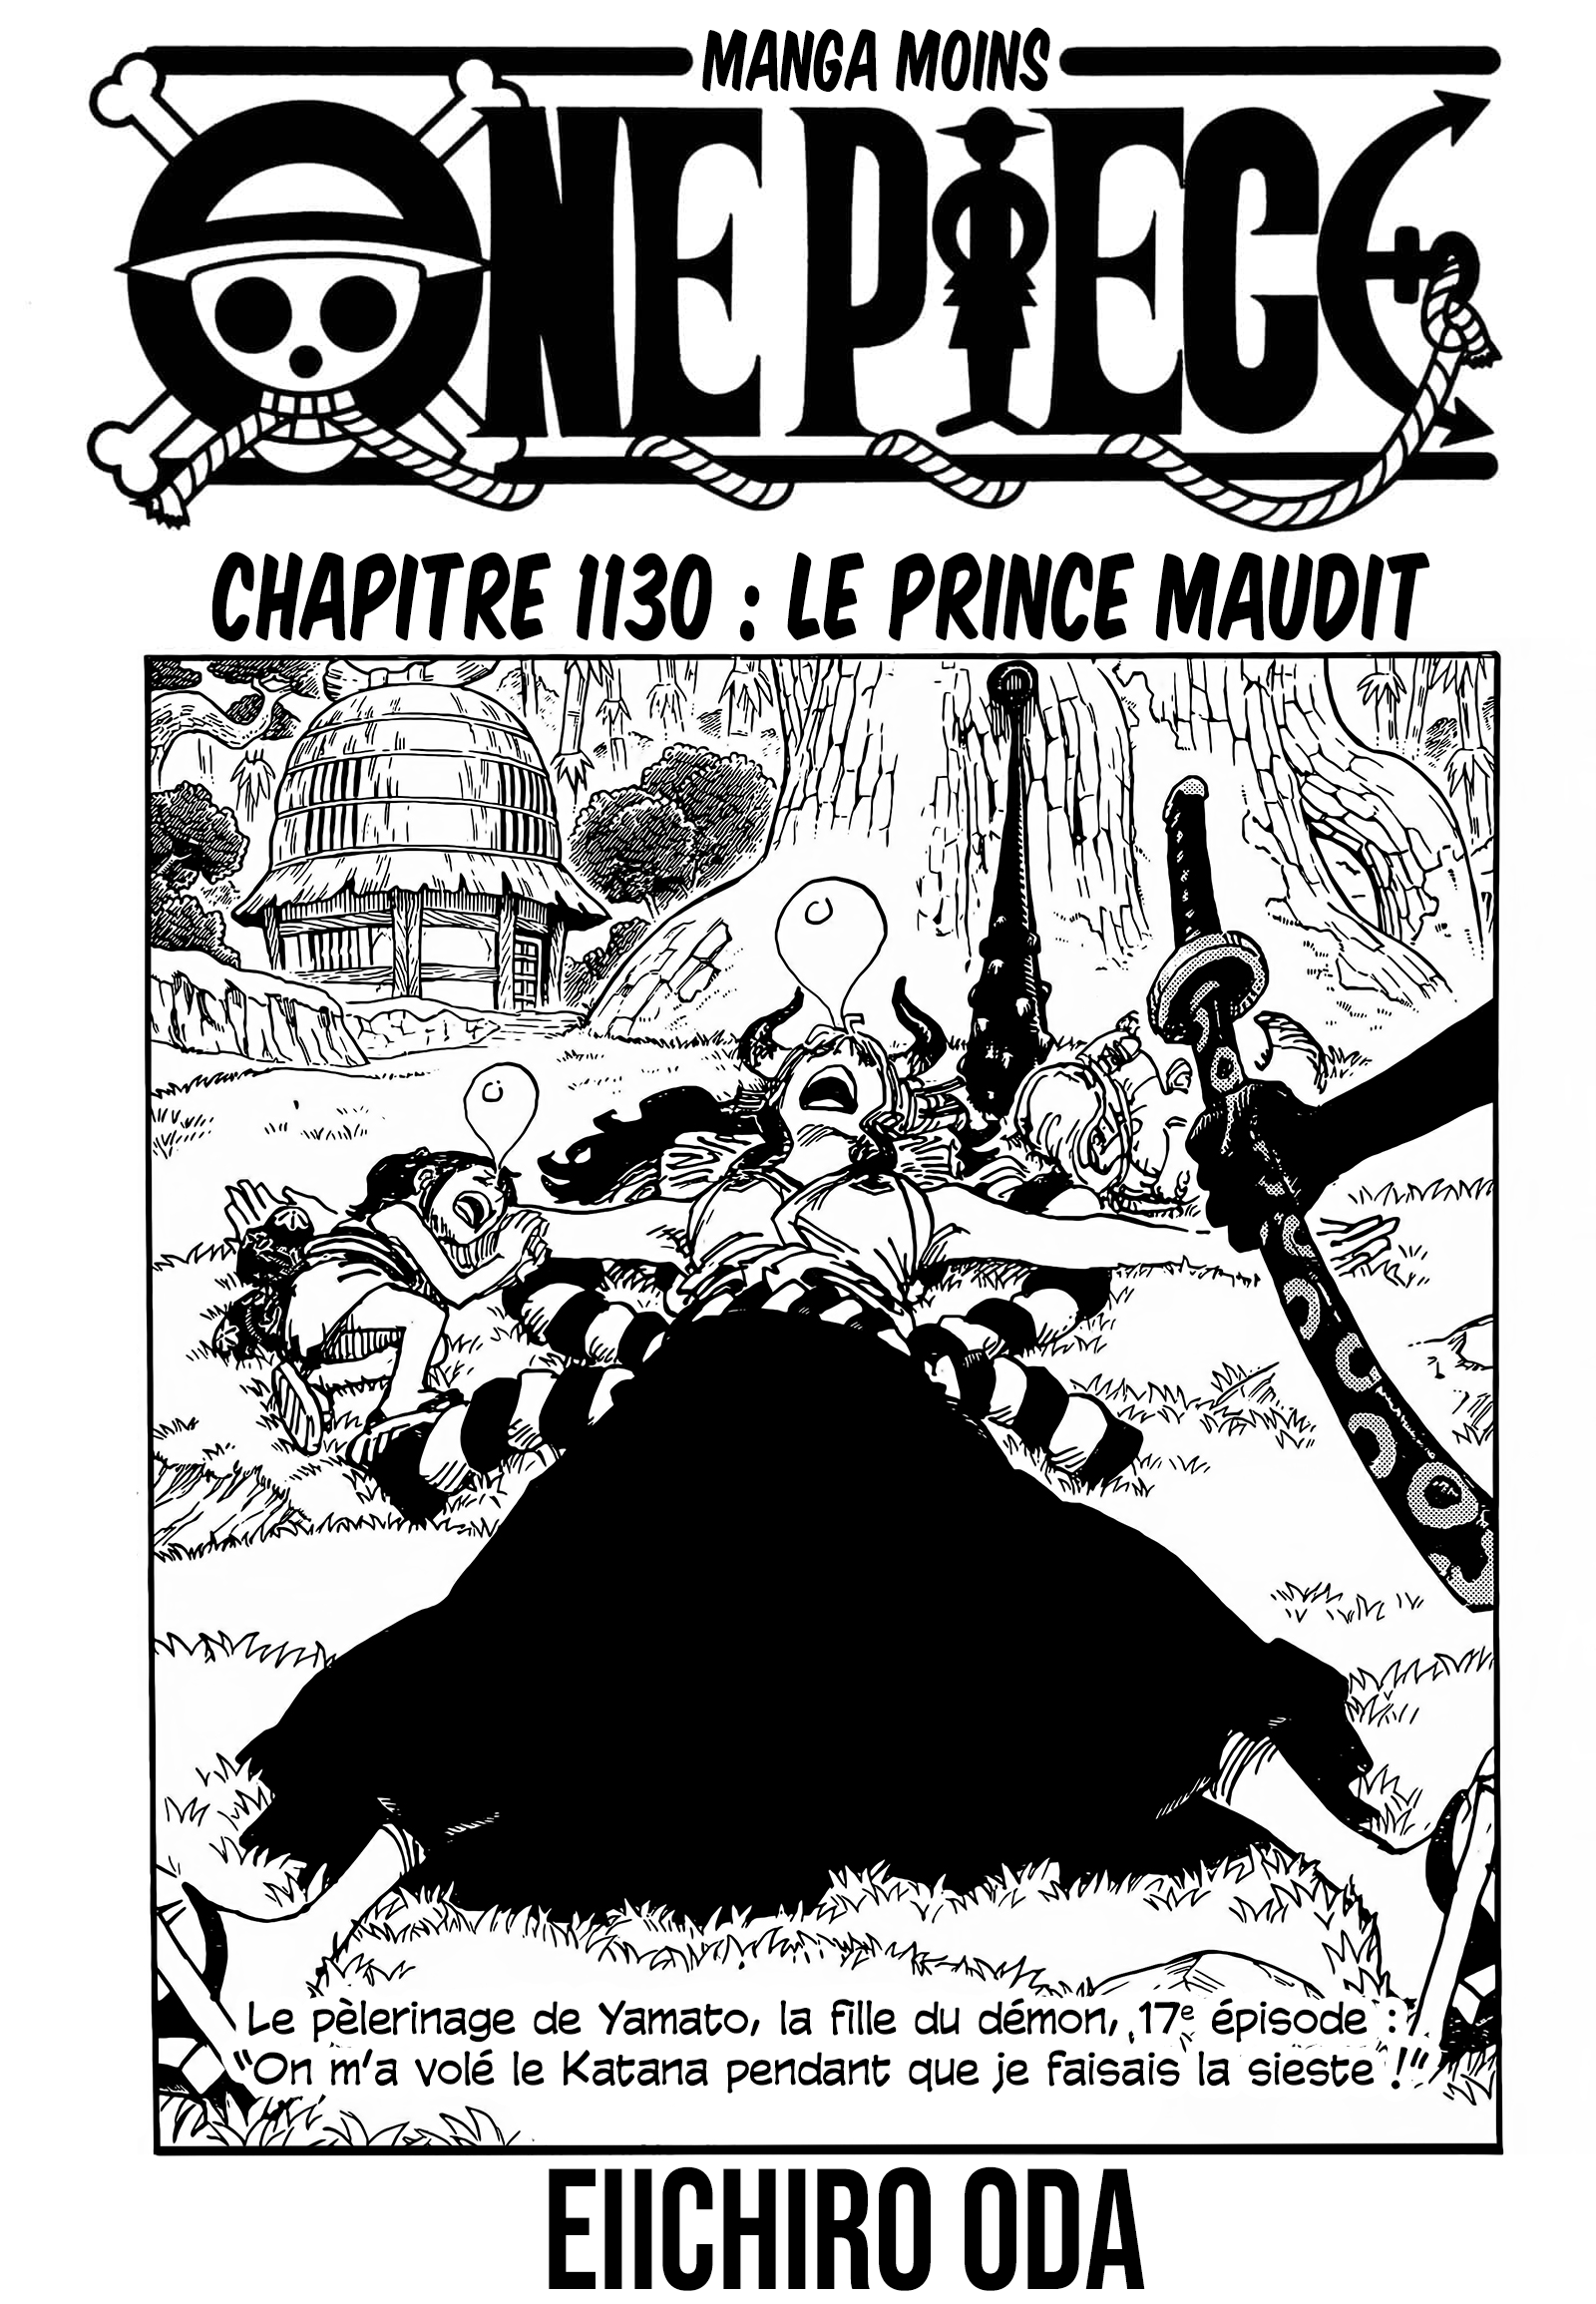 MANGA MOINS
ONE PIECE
CHAPITRE 1130 : LE PRINCE MAUDIT
Le pèlerinage de Yamato, la fille du démon, 17e épisode :
"On m'a volé le Katana pendant que je faisais la sieste !"
EIICHIRO ODA